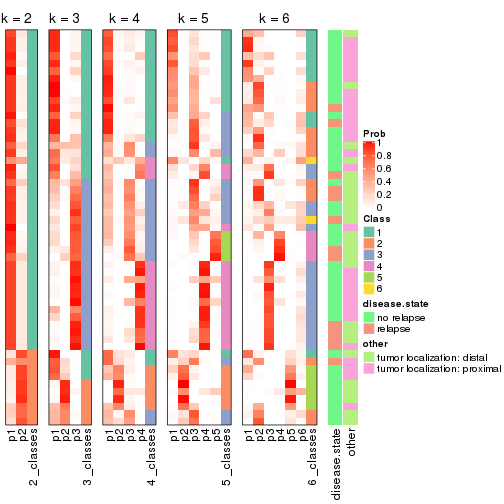 k = 2
k = 3
k = 4
k = 5
k = 6
Prob
1
0.8
0.6
0.4
0.2
0
Class
1
2
3
4
5
6
disease.state
no relapse
relapse
other
tumor localization: distal
tumor localization: proximal
p1
p2
2_classes
p1
p2
p3
3_classes
p1
p2
p3
p4
4_classes
p1
p2
p3
p4
p5
5_classes
p1
p2
p3
p4
p5
p6
6_classes
disease.state
other